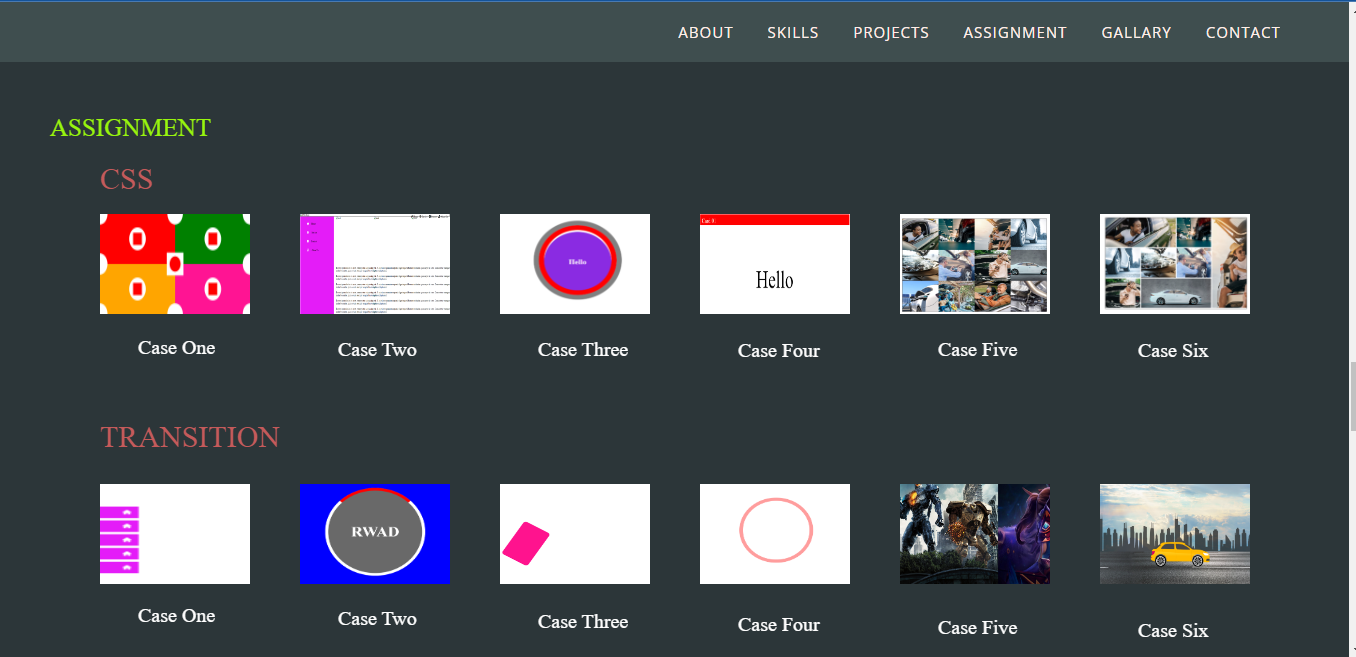 ABOUT SKILLS PROJECTS ASSIGNMENT GALLARY CONTACT
ASSIGNMENT
CSS
Hello
Hello
Case One Case Two Case Three Case Four Case Five Case Six
TRANSITION
RWAD
Case One Case Two Case Three Case Four Case Five Case Six